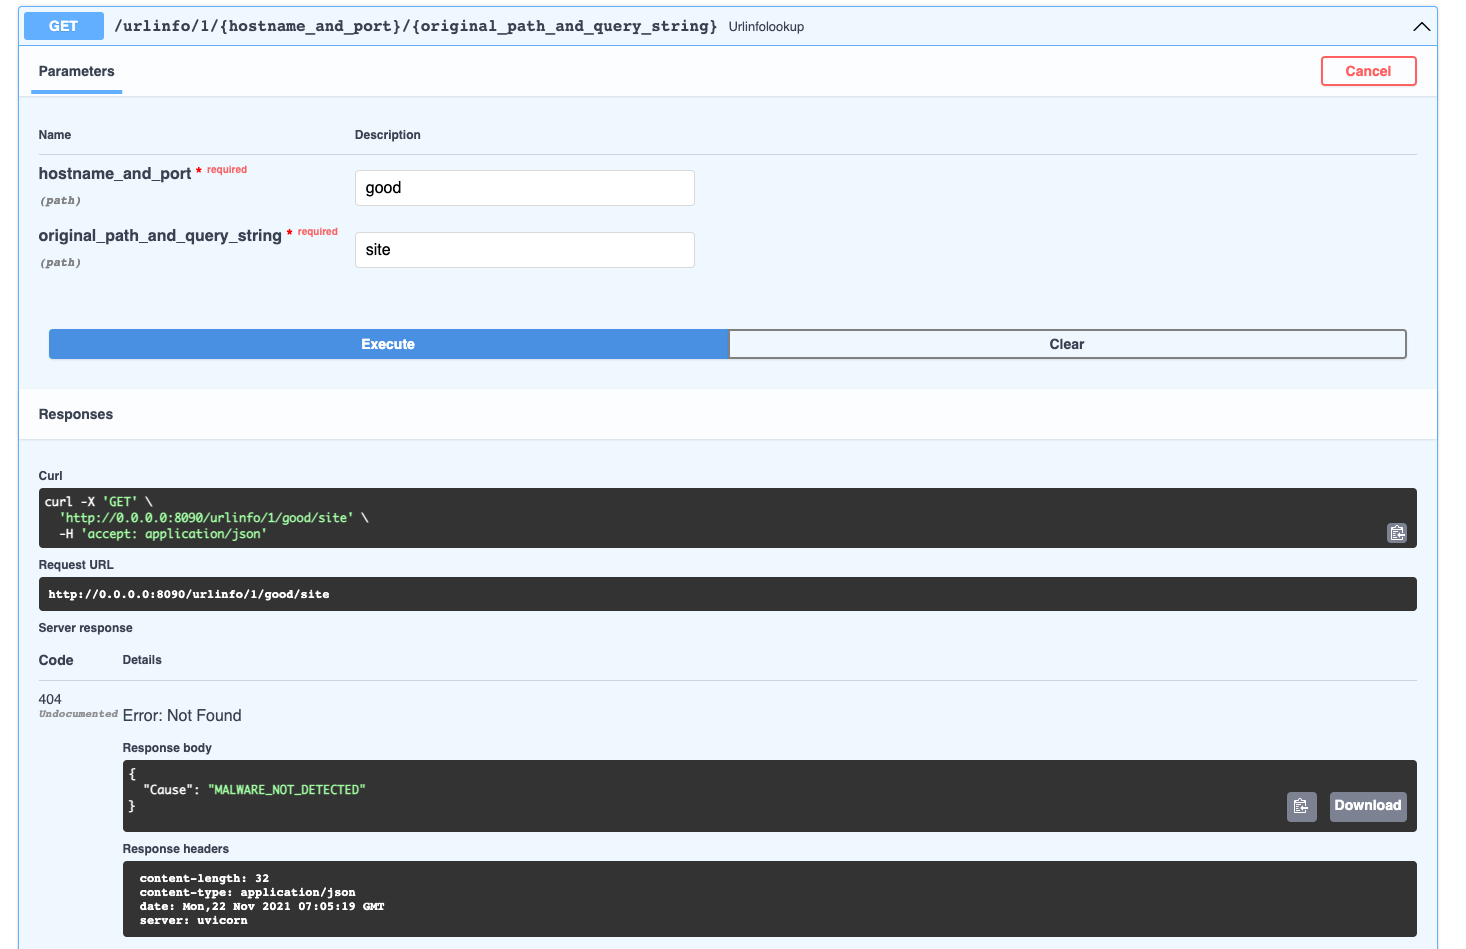 GET /urlinfo/1/{hostname_and_port}/{original_path_and_query_string} Urlinfolookup
Parameters
Cancel
Name Description
hostname_and_port * required
(path)
good
original_path_and_query_string * required
(path)
site
Execute Clear
Responses
Curl
curl -X 'GET' \
'http://0.0.0.0:8090/urlinfo/1/good/site' \
-H 'accept: application/json'
Request URL
http://0.0.0.0:8090/urlinfo/1/good/site
Server response
Code Details
404
Undocumented Error: Not Found
Response body
{
"Cause": "MALWARE_NOT_DETECTED"
}
Download
Response headers
content-length: 32
content-type: application/json
date: Mon,22 Nov 2021 07:05:19 GMT
server: uvicorn